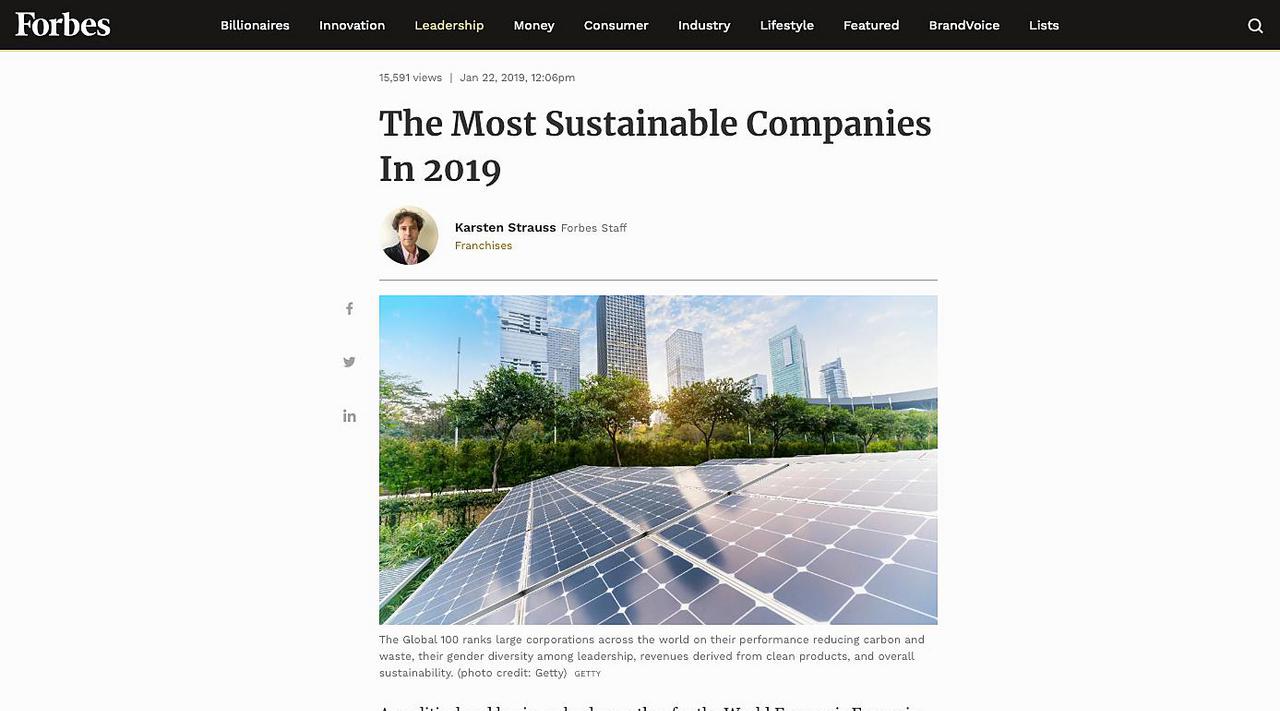 Forbes
Billionaires Innovation Leadership Money Consumer Industry Lifestyle Featured BrandVoice Lists
15,591 views | Jan 22, 2019, 12:06pm
The Most Sustainable Companies
In 2019
Karsten Strauss Forbes Staff
Franchises
The Global 100 ranks large corporations across the world on their performance reducing carbon and
waste, their gender diversity among leadership, revenues derived from clean products, and overall
sustainability. (photo credit: Getty) GETTY